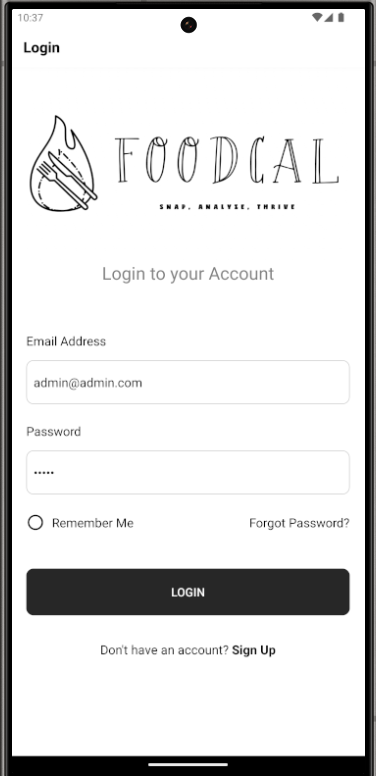 10:37
Login
FOODCAL
SNAP, ANALYSE, THRIVE
Login to your Account
Email Address
admin@admin.com
Password
•••••
Remember Me Forgot Password?
LOGIN
Don't have an account? Sign Up